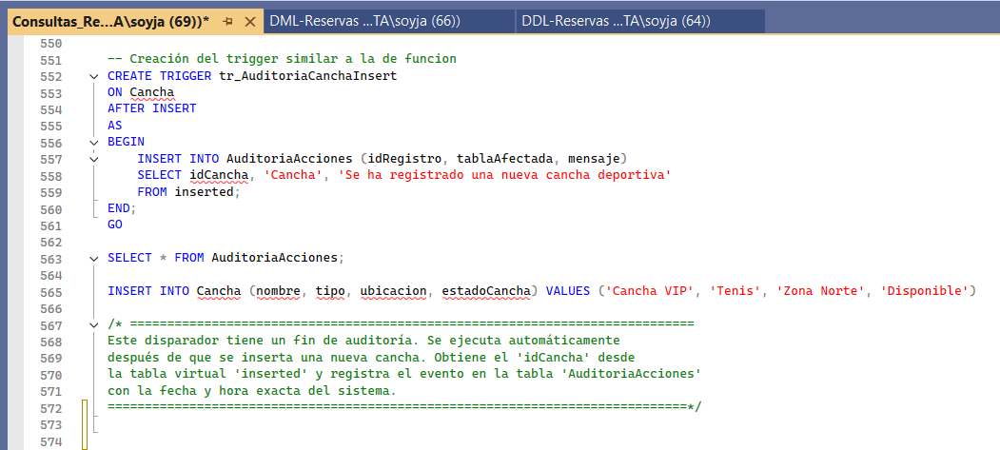 Consultas_Re...A\soyja (69))*
DML-Reservas ...TA\soyja (66))
DDL-Reservas ...TA\soyja (64))
550
551 -- Creación del trigger similar a la de funcion
552 CREATE TRIGGER tr_AuditoriaCanchaInsert
553 ON Cancha
554 AFTER INSERT
555 AS
556 BEGIN
557 INSERT INTO AuditoriaAcciones (idRegistro, tablaAfectada, mensaje)
558 SELECT idCancha, 'Cancha', 'Se ha registrado una nueva cancha deportiva'
559 FROM inserted;
560 END;
561 GO
562
563 SELECT * FROM AuditoriaAcciones;
564
565 INSERT INTO Cancha (nombre, tipo, ubicacion, estadoCancha) VALUES ('Cancha VIP', 'Tenis', 'Zona Norte', 'Disponible')
566
567 /* ============================================================================
568 Este disparador tiene un fin de auditoría. Se ejecuta automáticamente
569 después de que se inserta una nueva cancha. Obtiene el 'idCancha' desde
570 la tabla virtual 'inserted' y registra el evento en la tabla 'AuditoriaAcciones'
571 con la fecha y hora exacta del sistema.
572 ==============================================================================*/
573
574